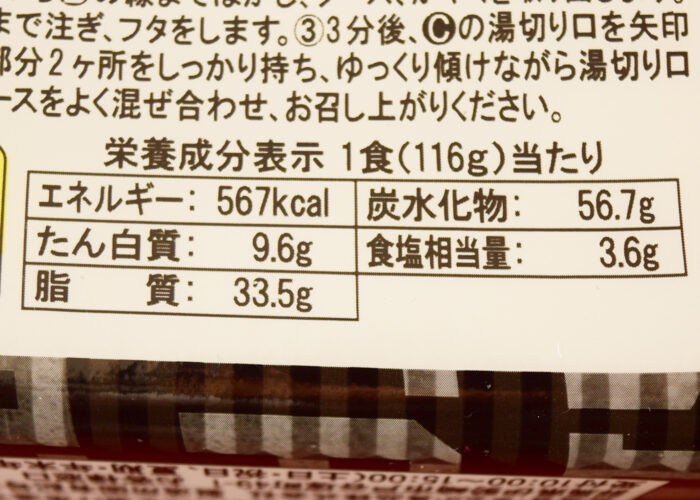 まで注ぎ、フタをします。③3分後、Ⓒの湯切り口を矢印
部分2ヶ所をしっかり持ち、ゆっくり傾けながら湯切り口
ースをよく混ぜ合わせ、お召し上がりください。
栄養成分表示 1食(116g)当たり
エネルギー: 567kcal 炭水化物: 56.7g
たん白質: 9.6g 食塩相当量: 3.6g
脂 質: 33.5g